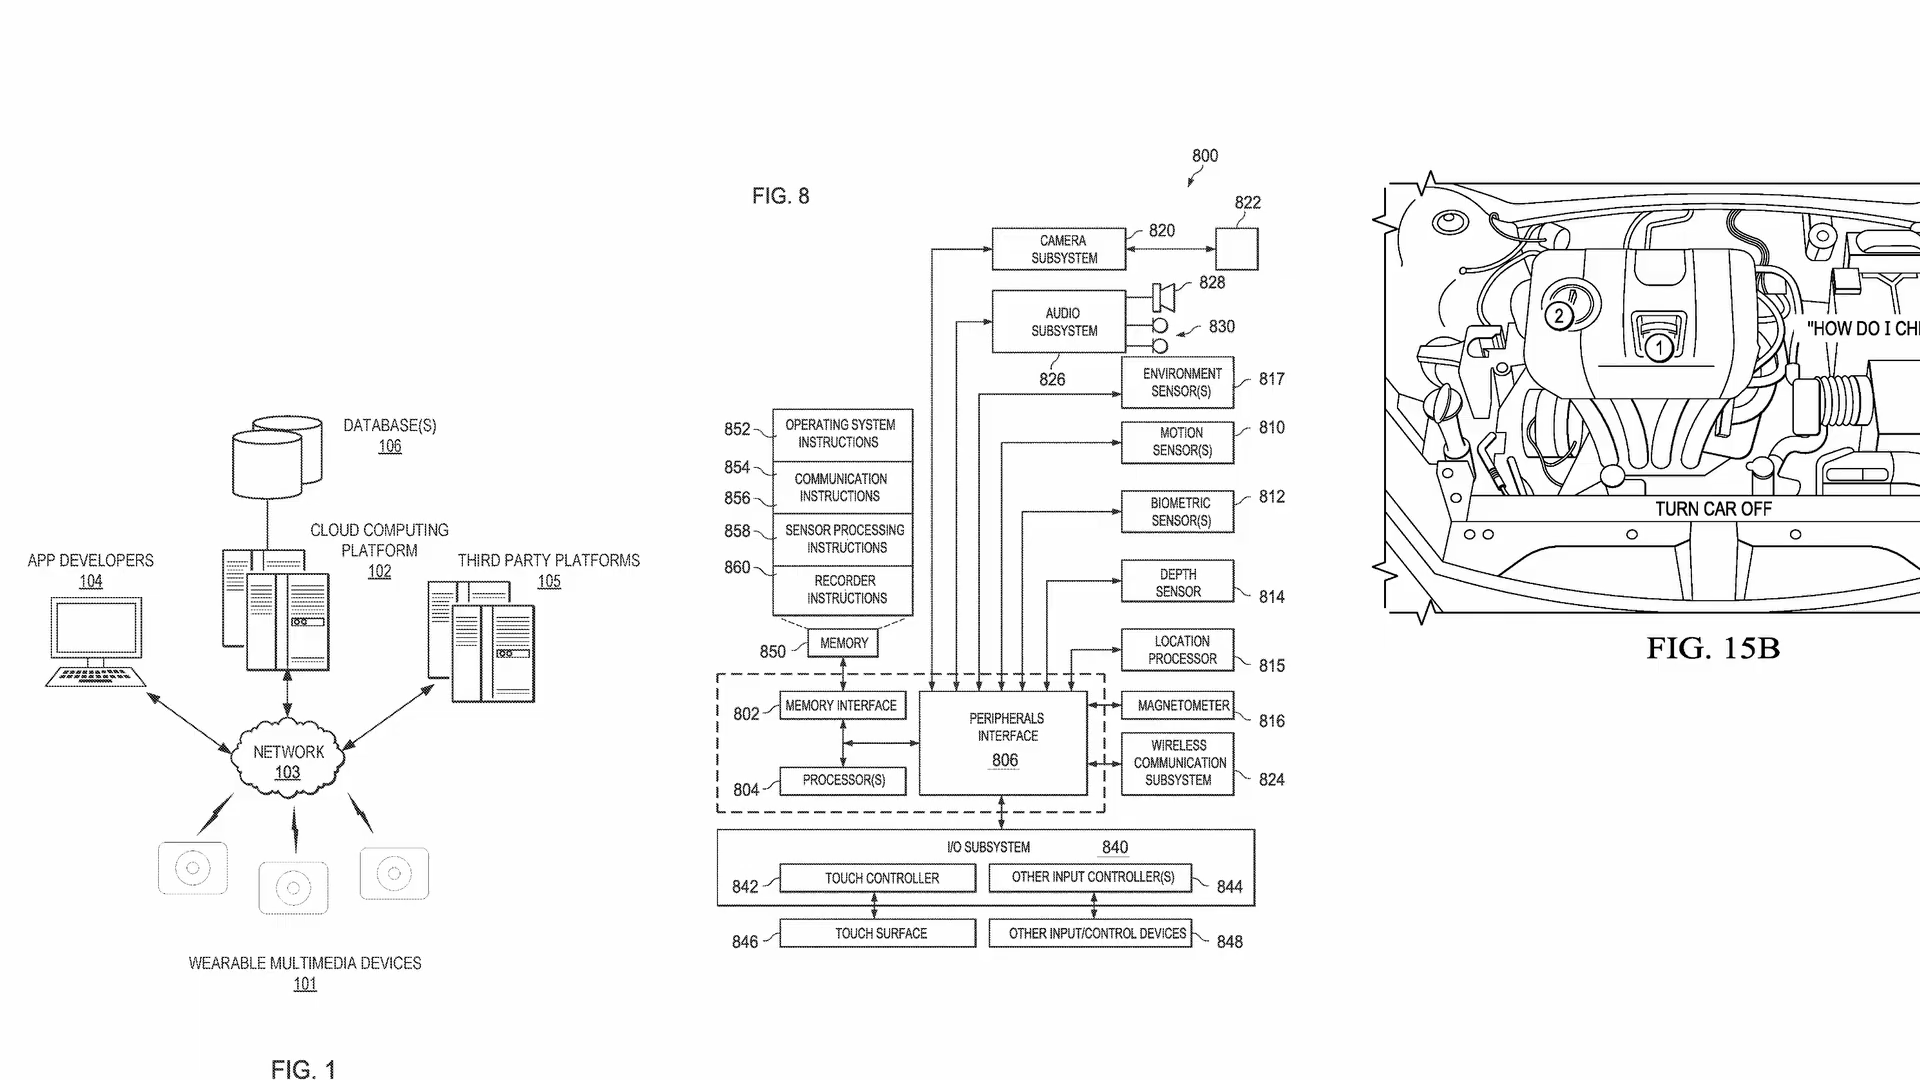 DATABASE(S)
106
CLOUD COMPUTING
PLATFORM
102
APP DEVELOPERS
104
THIRD PARTY PLATFORMS
105
NETWORK
103
WEARABLE MULTIMEDIA DEVICES
101
FIG. 1
FIG. 8
800
822
CAMERA
SUBSYSTEM
820
828
AUDIO
SUBSYSTEM
830
826
ENVIRONMENT
SENSOR(S)
817
852
OPERATING SYSTEM
INSTRUCTIONS
MOTION
SENSOR(S)
810
854
COMMUNICATION
INSTRUCTIONS
856
BIOMETRIC
SENSOR(S)
812
858
SENSOR PROCESSING
INSTRUCTIONS
860
RECORDER
INSTRUCTIONS
DEPTH
SENSOR
814
850
MEMORY
LOCATION
PROCESSOR
815
802
MEMORY INTERFACE
PERIPHERALS
INTERFACE
806
MAGNETOMETER
816
804
PROCESSOR(S)
WIRELESS
COMMUNICATION
SUBSYSTEM
824
I/O SUBSYSTEM
840
842
TOUCH CONTROLLER
OTHER INPUT CONTROLLER(S)
844
846
TOUCH SURFACE
OTHER INPUT/CONTROL DEVICES
848
2
1
"HOW DO I
TURN CAR OFF
FIG. 15B